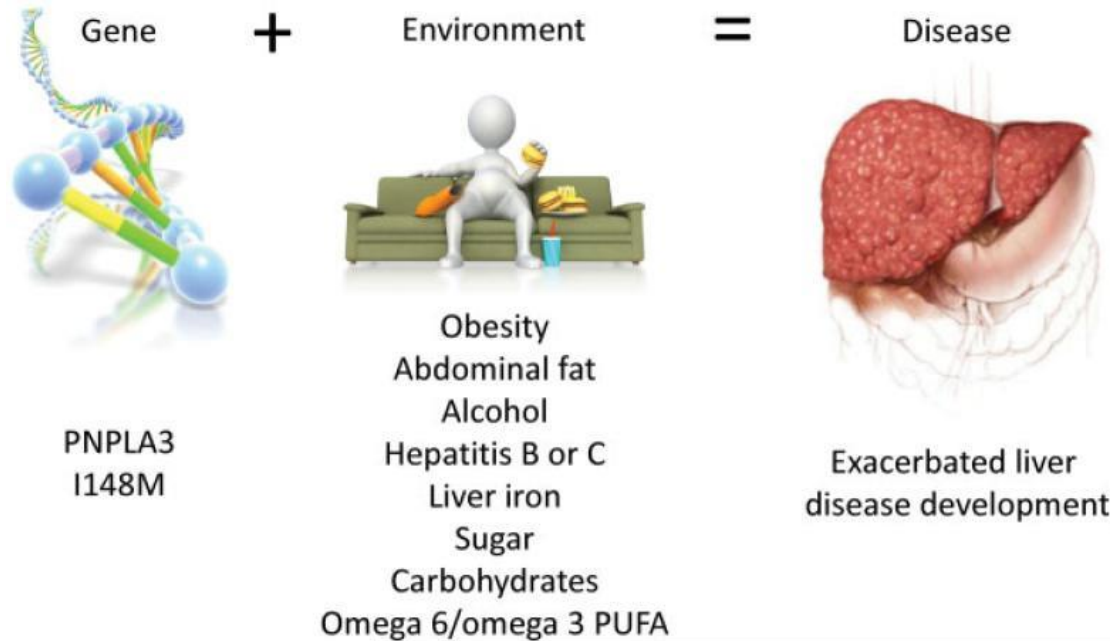 Gene + Environment = Disease
PNPLA3
I148M
Obesity
Abdominal fat
Alcohol
Hepatitis B or C
Liver iron
Sugar
Carbohydrates
Omega 6/omega 3 PUFA
Exacerbated liver
disease development